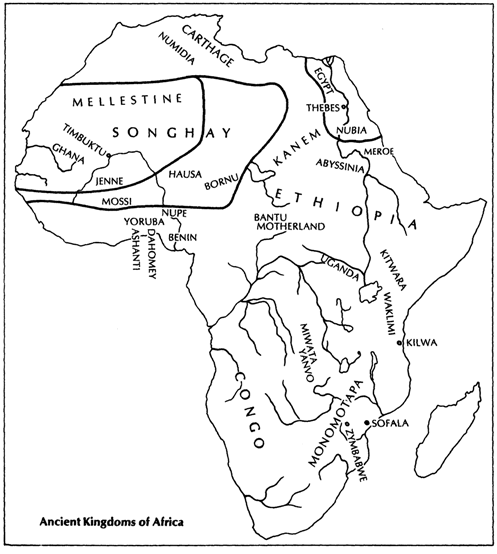 CARTHAGE
NUMIDIA
EGYPT
MELLESTINE
THEBES
SONGHAY
TIMBUKTU
NUBIA
KANEM
MEROE
GHANA
ABYSSINIA
HAUSA
JENNE
BORNU
ETHIOPIA
MOSSI
NUPE
BANTU
MOTHERLAND
YORUBA
BENIN
DAHOMEY
ASHANTI
UGANDA
KITWARA
WAKLIMI
KILWA
MIWATA
YANVO
CONGO
MONOMOTAPA
SOFALA
ZYMBABWE
Ancient Kingdoms of Africa